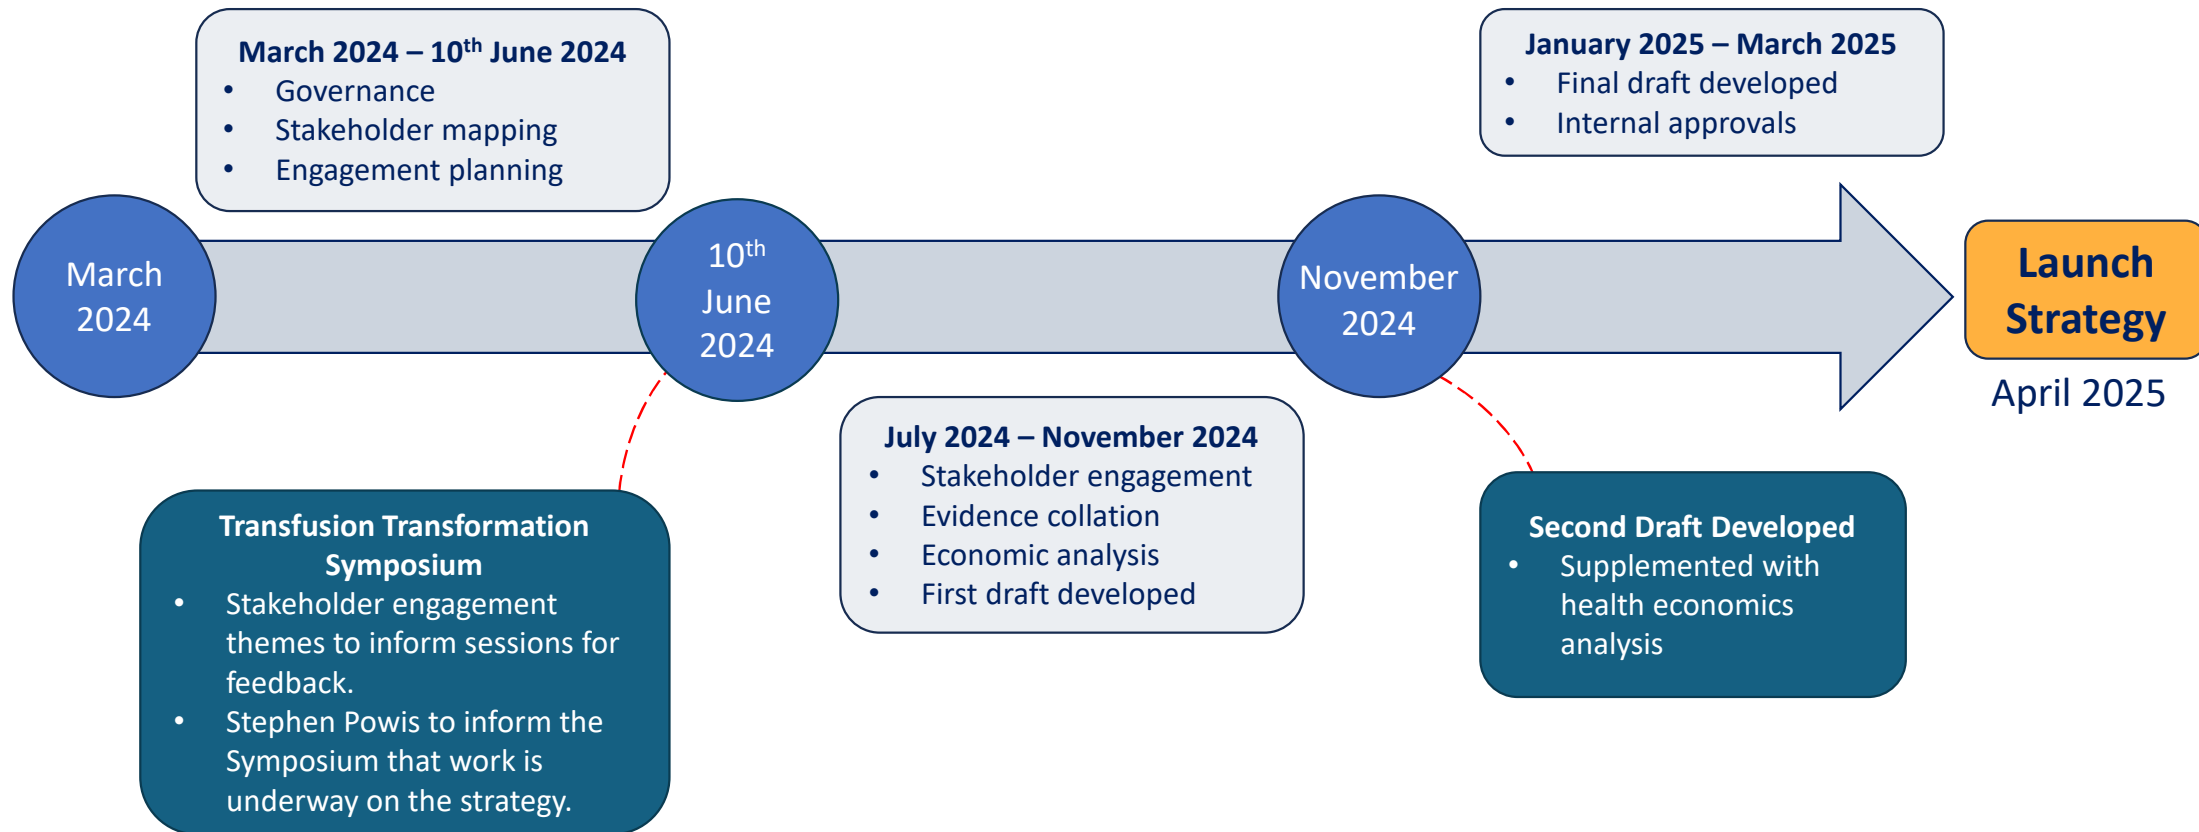 March 2024 – 10th June 2024
• Governance
• Stakeholder mapping
• Engagement planning
January 2025 – March 2025
• Final draft developed
• Internal approvals
March
2024
10th
June
2024
November
2024
Launch
Strategy
April 2025
July 2024 – November 2024
• Stakeholder engagement
• Evidence collation
• Economic analysis
• First draft developed
Transfusion Transformation
Symposium
• Stakeholder engagement
themes to inform sessions for
feedback.
• Stephen Powis to inform the
Symposium that work is
underway on the strategy.
Second Draft Developed
• Supplemented with
health economics
analysis